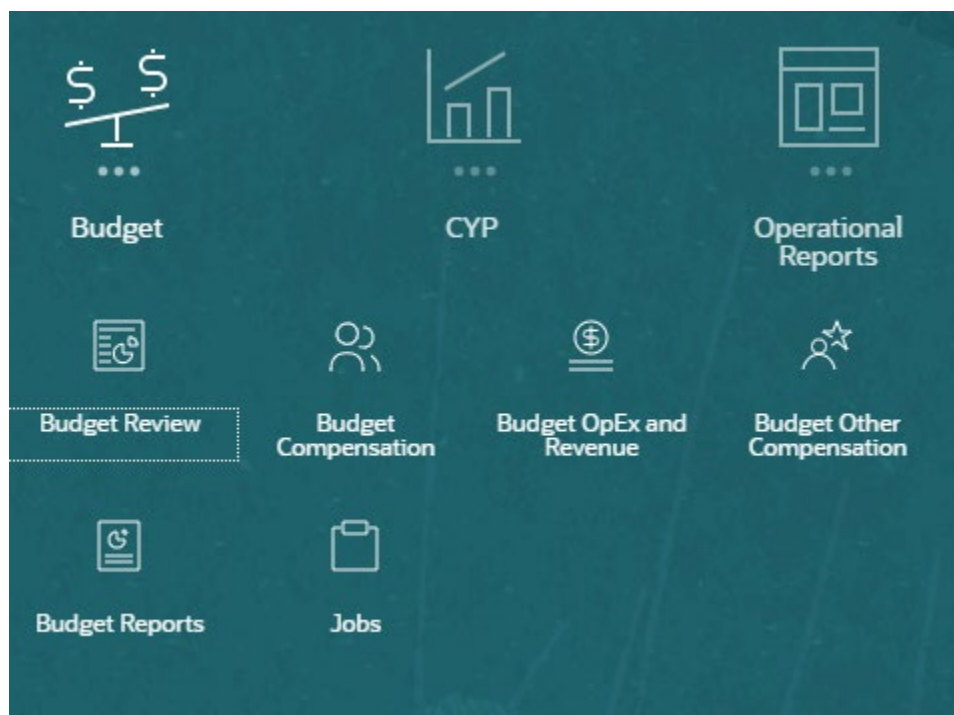 Budget
CYP
Operational
Reports
Budget Review
Budget
Compensation
Budget OpEx and
Revenue
Budget Other
Compensation
Budget Reports
Jobs